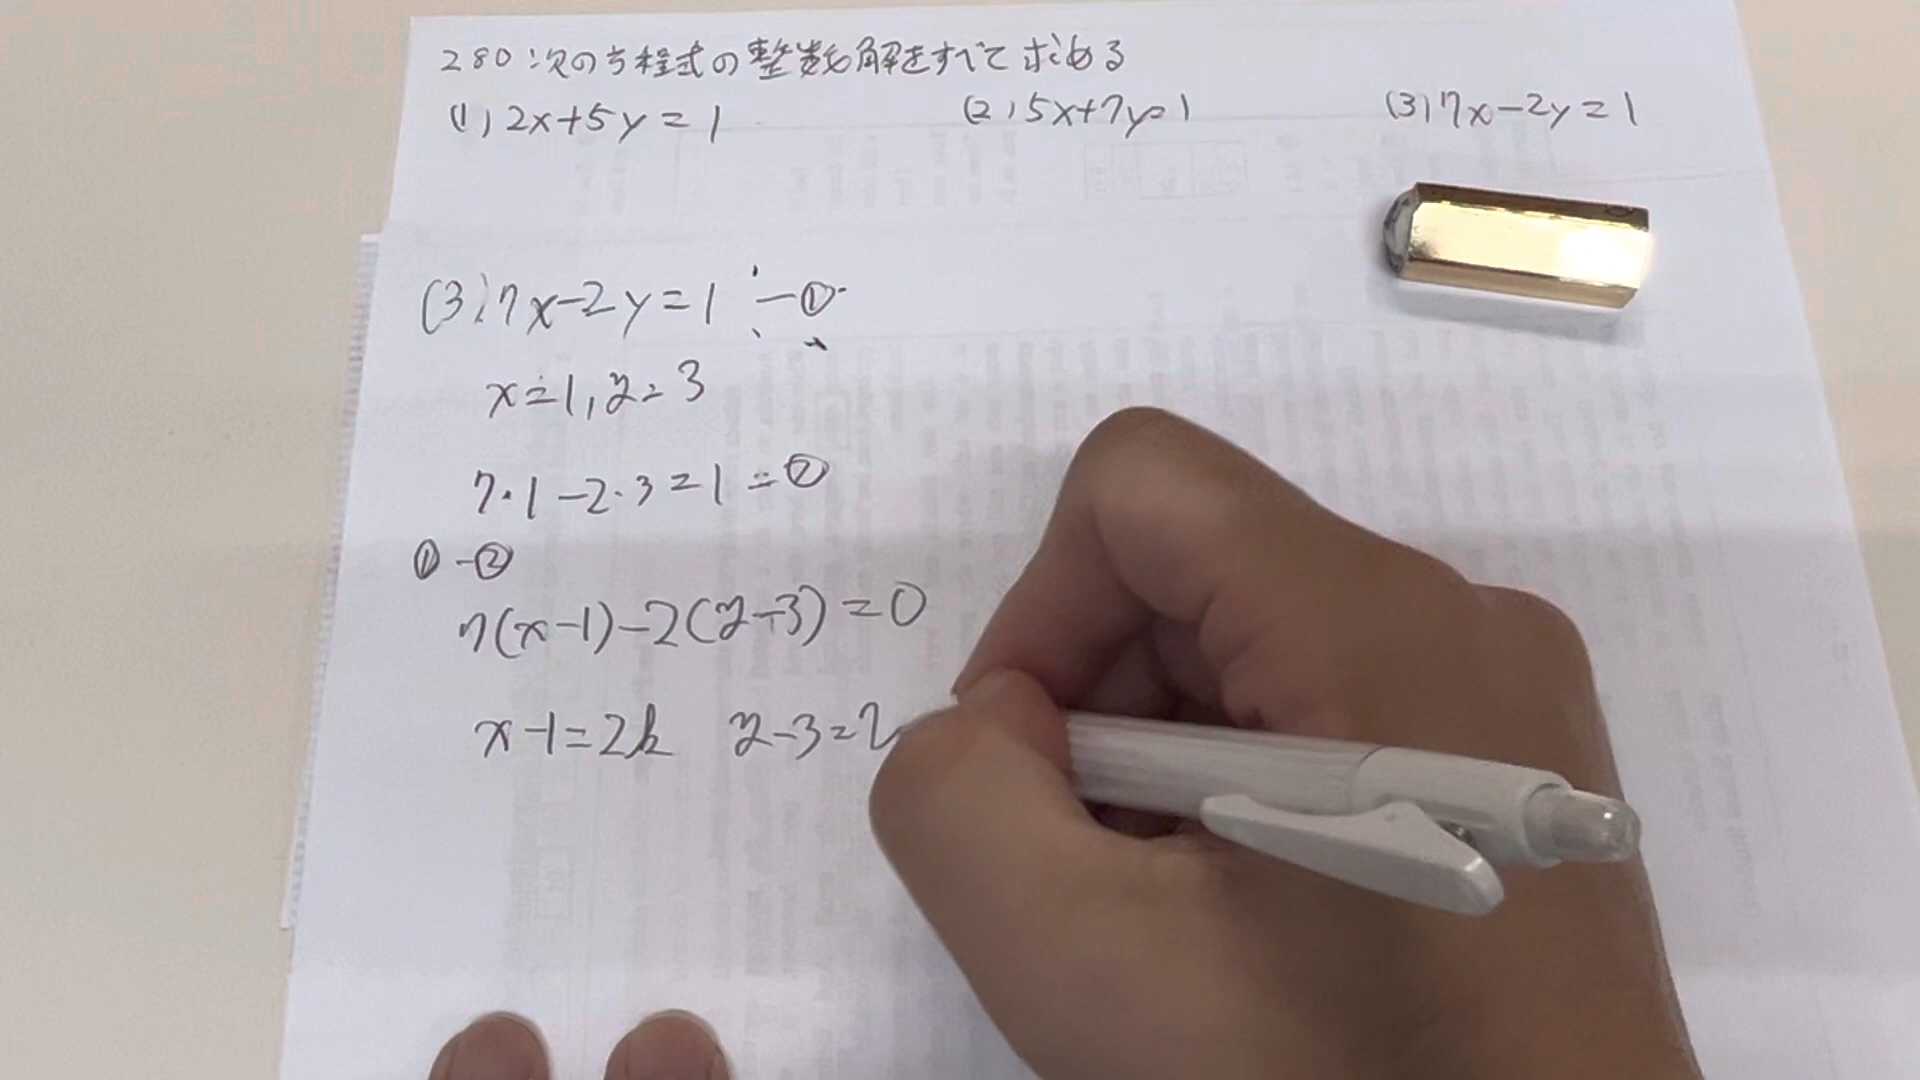 280 次の方程式の整数解をすべて求める
(1) 2x+5y=1 (2) 5x+7y=1 (3) 7x-2y=1
(3) 7x-2y=1 -①
x=1, y=3
7・1-2・3=1 -②
①-②
7(x-1)-2(y-3)=0
x-1=2k y-3=